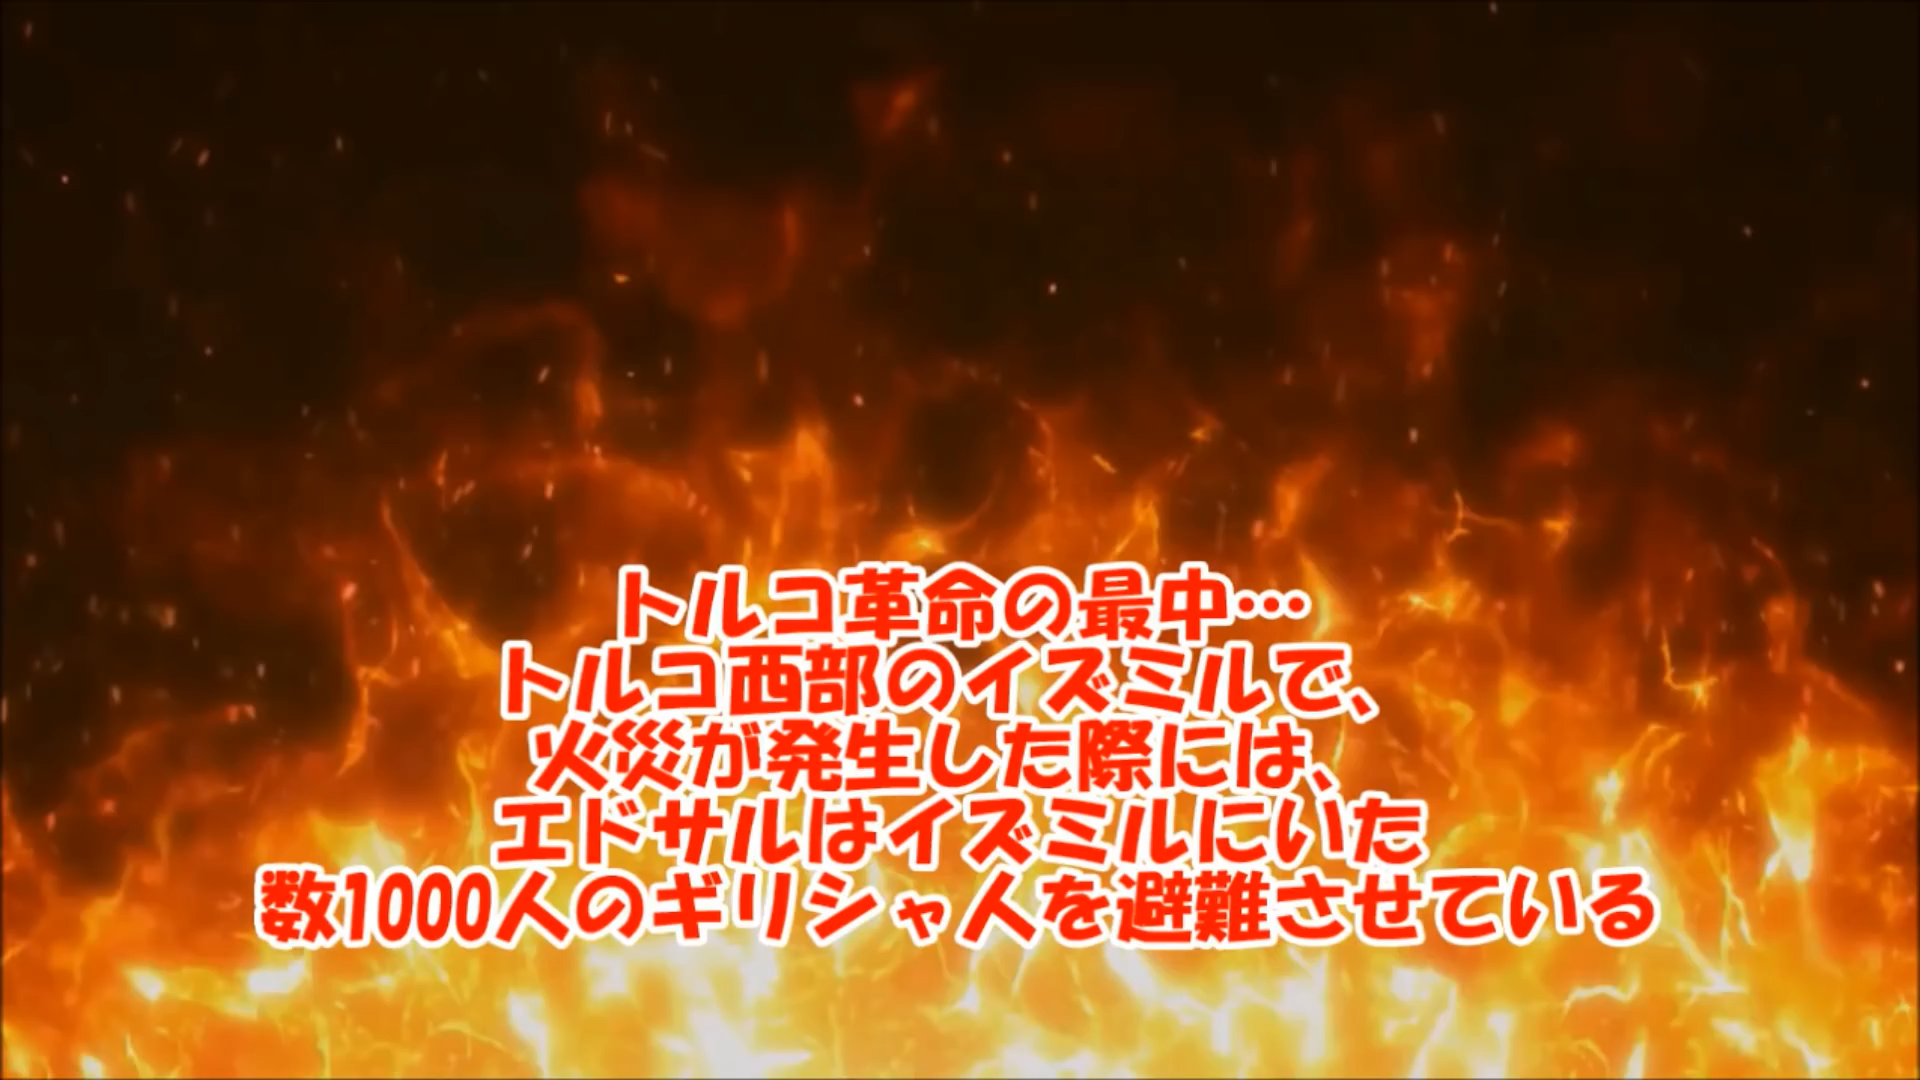 トルコ革命の最中…
トルコ西部のイズミルで、
火災が発生した際には、
エドサルはイズミルにいた
数1000人のギリシャ人を避難させている